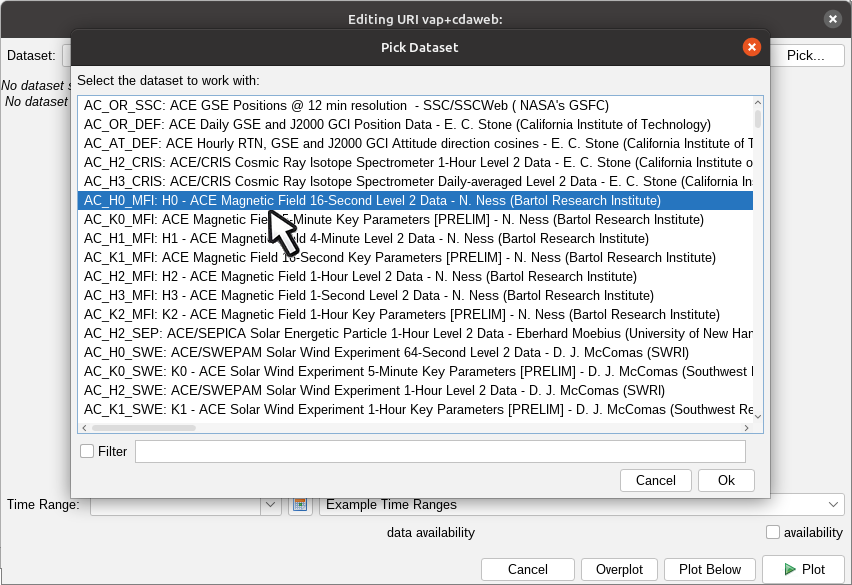 Editing URI vap+cdaweb:
Pick Dataset
Dataset:
Pick...
No dataset
No dataset
Select the dataset to work with:
AC_OR_SSC: ACE GSE Positions @ 12 min resolution - SSC/SSCWeb ( NASA's GSFC)
AC_OR_DEF: ACE Daily GSE and J2000 GCI Position Data - E. C. Stone (California Institute of Technology)
AC_AT_DEF: ACE Hourly RTN, GSE and J2000 GCI Attitude direction cosines - E. C. Stone (California Institute of T
AC_H2_CRIS: ACE/CRIS Cosmic Ray Isotope Spectrometer 1-Hour Level 2 Data - E. C. Stone (California Institute o
AC_H3_CRIS: ACE/CRIS Cosmic Ray Isotope Spectrometer Daily-averaged Level 2 Data - E. C. Stone (California In
AC_H0_MFI: H0 - ACE Magnetic Field 16-Second Level 2 Data - N. Ness (Bartol Research Institute)
AC_K0_MFI: ACE Magnetic Field 5-Minute Key Parameters [PRELIM] - N. Ness (Bartol Research Institute)
AC_H1_MFI: H1 - ACE Magnetic Field 4-Minute Level 2 Data - N. Ness (Bartol Research Institute)
AC_K1_MFI: ACE Magnetic Field 16-Second Key Parameters [PRELIM] - N. Ness (Bartol Research Institute)
AC_H2_MFI: H2 - ACE Magnetic Field 1-Hour Level 2 Data - N. Ness (Bartol Research Institute)
AC_H3_MFI: H3 - ACE Magnetic Field 1-Second Level 2 Data - N. Ness (Bartol Research Institute)
AC_K2_MFI: K2 - ACE Magnetic Field 1-Hour Key Parameters [PRELIM] - N. Ness (Bartol Research Institute)
AC_H2_SEP: ACE/SEPICA Solar Energetic Particle 1-Hour Level 2 Data - Eberhard Moebius (University of New Ham
AC_H0_SWE: ACE/SWEPAM Solar Wind Experiment 64-Second Level 2 Data - D. J. McComas (SWRI)
AC_K0_SWE: K0 - ACE Solar Wind Experiment 5-Minute Key Parameters [PRELIM] - D. J. McComas (Southwest
AC_H2_SWE: ACE/SWEPAM Solar Wind Experiment 1-Hour Level 2 Data - D. J. McComas (SWRI)
AC_K1_SWE: K1 - ACE Solar Wind Experiment 1-Hour Key Parameters [PRELIM] - D. J. McComas (Southwest Re
Filter
Cancel
Ok
Time Range:
Example Time Ranges
data availability
availability
Cancel
Overplot
Plot Below
Plot